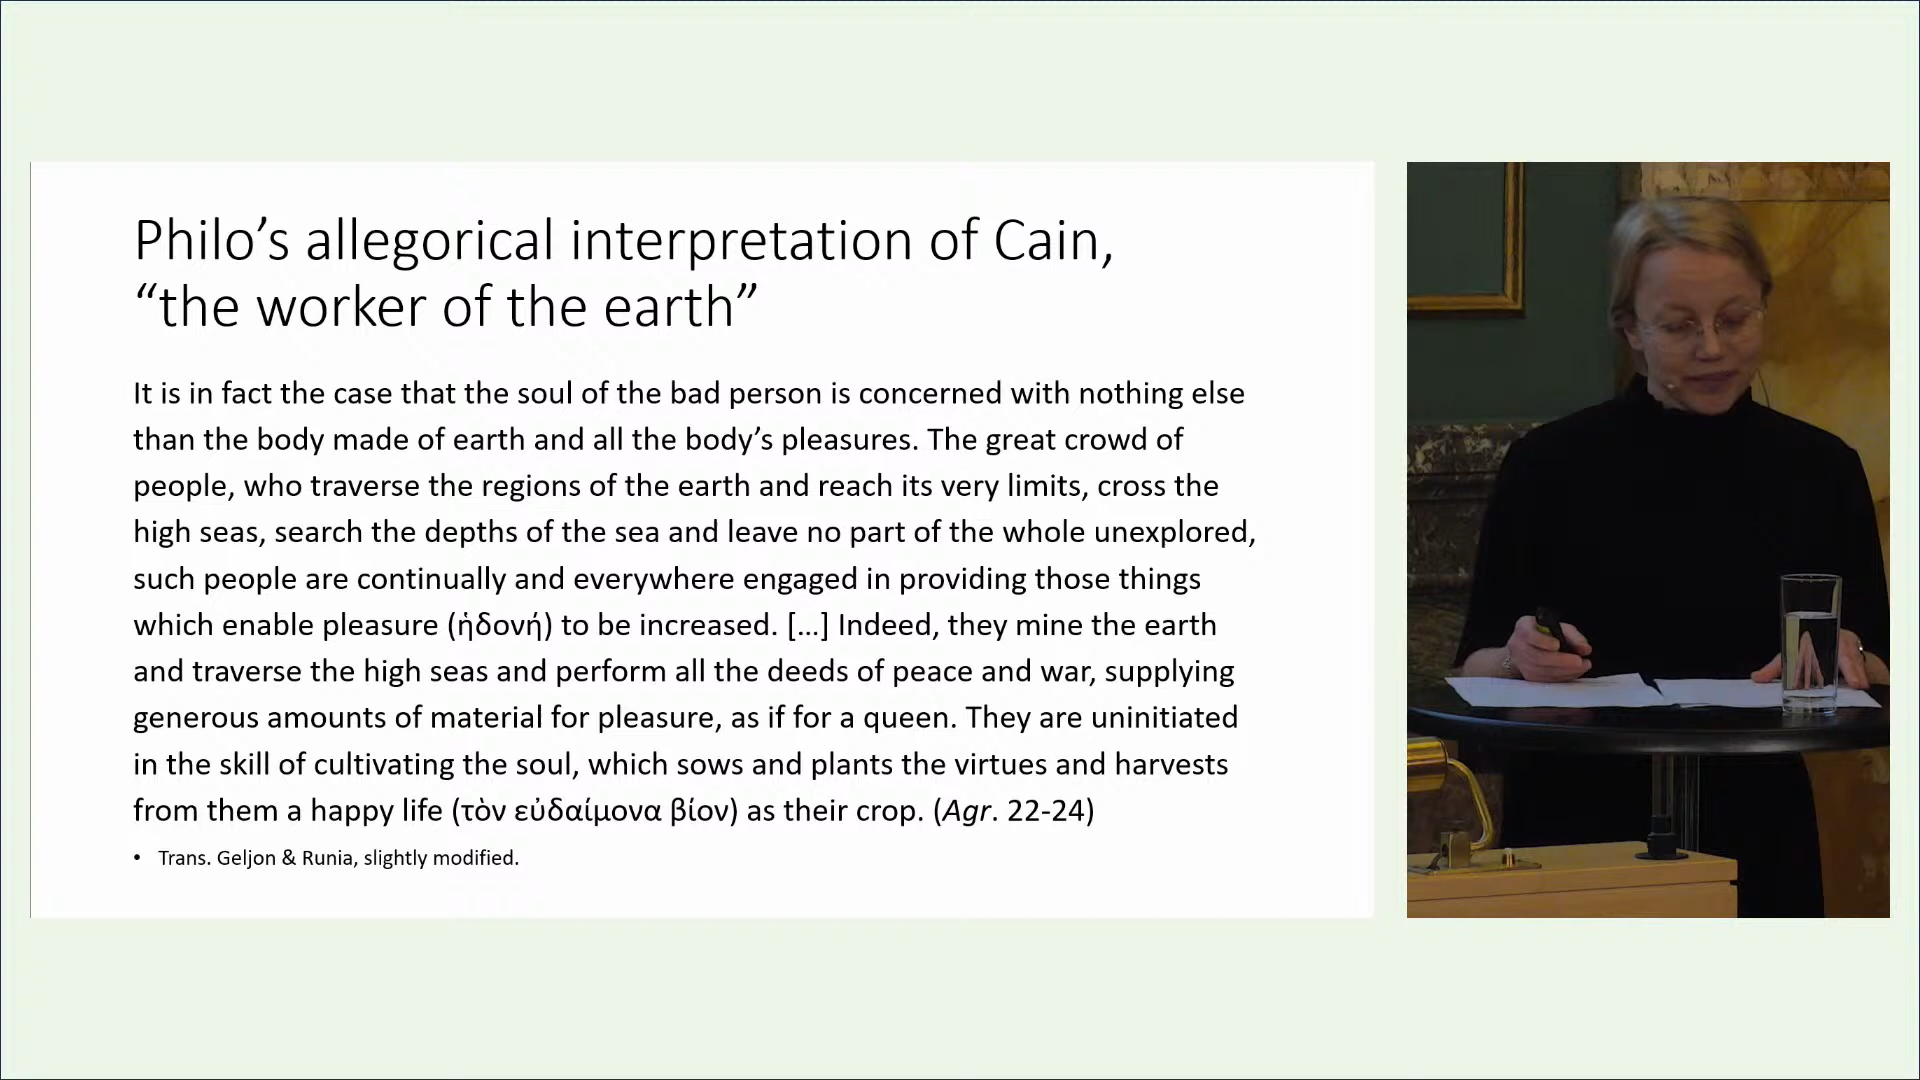 Philo’s allegorical interpretation of Cain,
“the worker of the earth”
It is in fact the case that the soul of the bad person is concerned with nothing else
than the body made of earth and all the body’s pleasures. The great crowd of
people, who traverse the regions of the earth and reach its very limits, cross the
high seas, search the depths of the sea and leave no part of the whole unexplored,
such people are continually and everywhere engaged in providing those things
which enable pleasure (ἡδονή) to be increased. […] Indeed, they mine the earth
and traverse the high seas and perform all the deeds of peace and war, supplying
generous amounts of material for pleasure, as if for a queen. They are uninitiated
in the skill of cultivating the soul, which sows and plants the virtues and harvests
from them a happy life (τὸν εὐδαίμονα βίον) as their crop. (Agr. 22-24)
• Trans. Geljon & Runia, slightly modified.